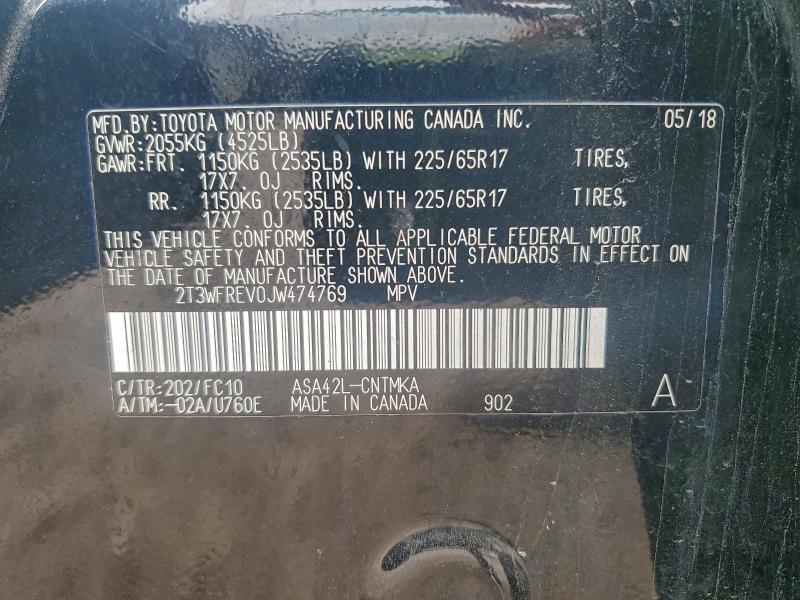 MFD.BY:TOYOTA MOTOR MANUFACTURING CANADA INC. 05/18
GVWR:2055KG (4525LB)
GAWR:FRT. 1150KG (2535LB) WITH 225/65R17 TIRES,
17X7.0J RIMS.
RR. 1150KG (2535LB) WITH 225/65R17 TIRES,
17X7.0J RIMS.
THIS VEHICLE CONFORMS TO ALL APPLICABLE FEDERAL MOTOR
VEHICLE SAFETY AND THEFT PREVENTION STANDARDS IN EFFECT ON
THE DATE OF MANUFACTURE SHOWN ABOVE.
2T3WFREV0JW474769 MPV
C/TR:202/FC10 ASA42L-CNTMKA
A/TM:-02A/U760E MADE IN CANADA 902 A